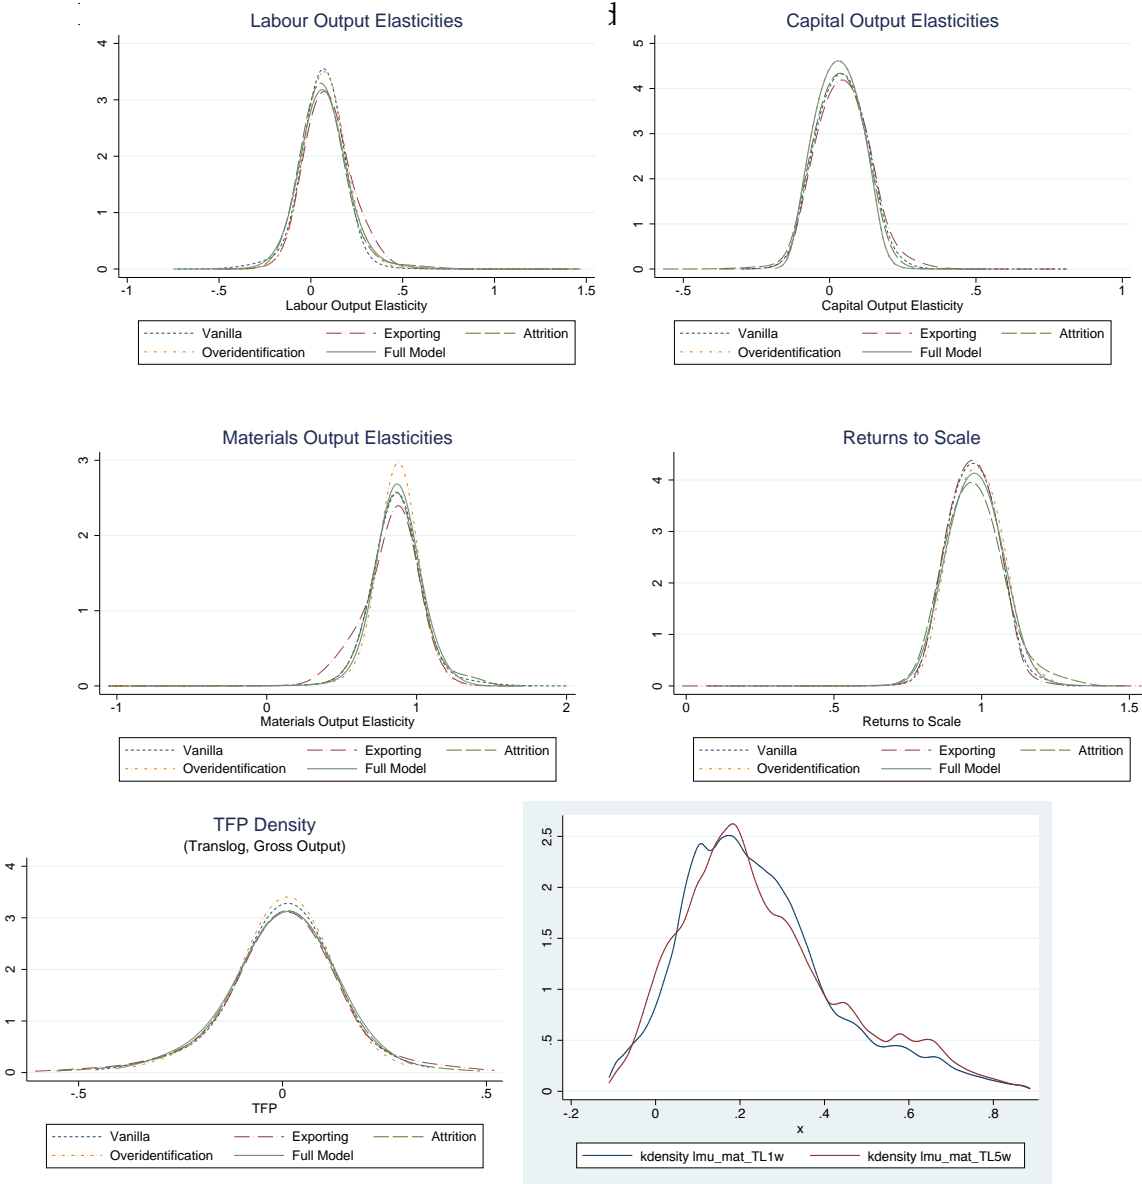 Labour Output Elasticities
4
3
2
1
0
-1 -.5 0 .5 1 1.5
Labour Output Elasticity
Vanilla Exporting Attrition
Overidentification Full Model
Capital Output Elasticities
5
4
3
2
1
0
-.5 0 .5 1
Capital Output Elasticity
Vanilla Exporting Attrition
Overidentification Full Model
Materials Output Elasticities
3
2
1
0
-1 0 1 2
Materials Output Elasticity
Vanilla Exporting Attrition
Overidentification Full Model
Returns to Scale
4
3
2
1
0
0 .5 1 1.5
Returns to Scale
Vanilla Exporting Attrition
Overidentification Full Model
TFP Density
(Translog, Gross Output)
4
3
2
1
0
-.5 0 .5
TFP
Vanilla Exporting Attrition
Overidentification Full Model
2.5
2
1.5
1
.5
0
-.2 0 .2 .4 .6 .8
x
kdensity lmu_mat_TL1w kdensity lmu_mat_TL5w